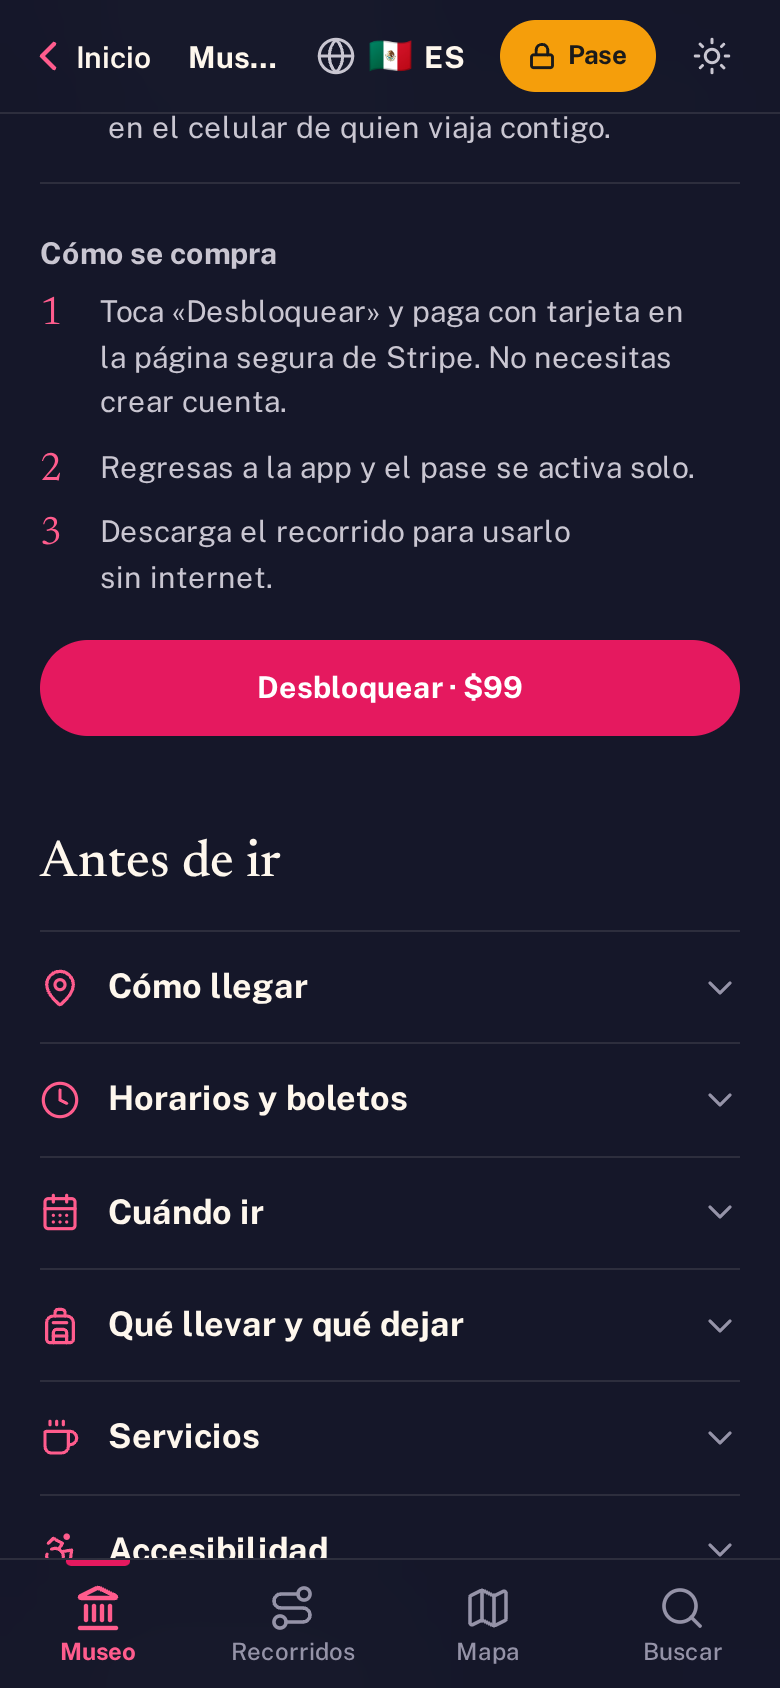 Inicio Mus... ES Pase
en el celular de quien viaja contigo.
Cómo se compra
1 Toca «Desbloquear» y paga con tarjeta en
la página segura de Stripe. No necesitas
crear cuenta.
2 Regresas a la app y el pase se activa solo.
3 Descarga el recorrido para usarlo
sin internet.
Desbloquear · $99
Antes de ir
Cómo llegar
Horarios y boletos
Cuándo ir
Qué llevar y qué dejar
Servicios
Accesibilidad
Museo Recorridos Mapa Buscar